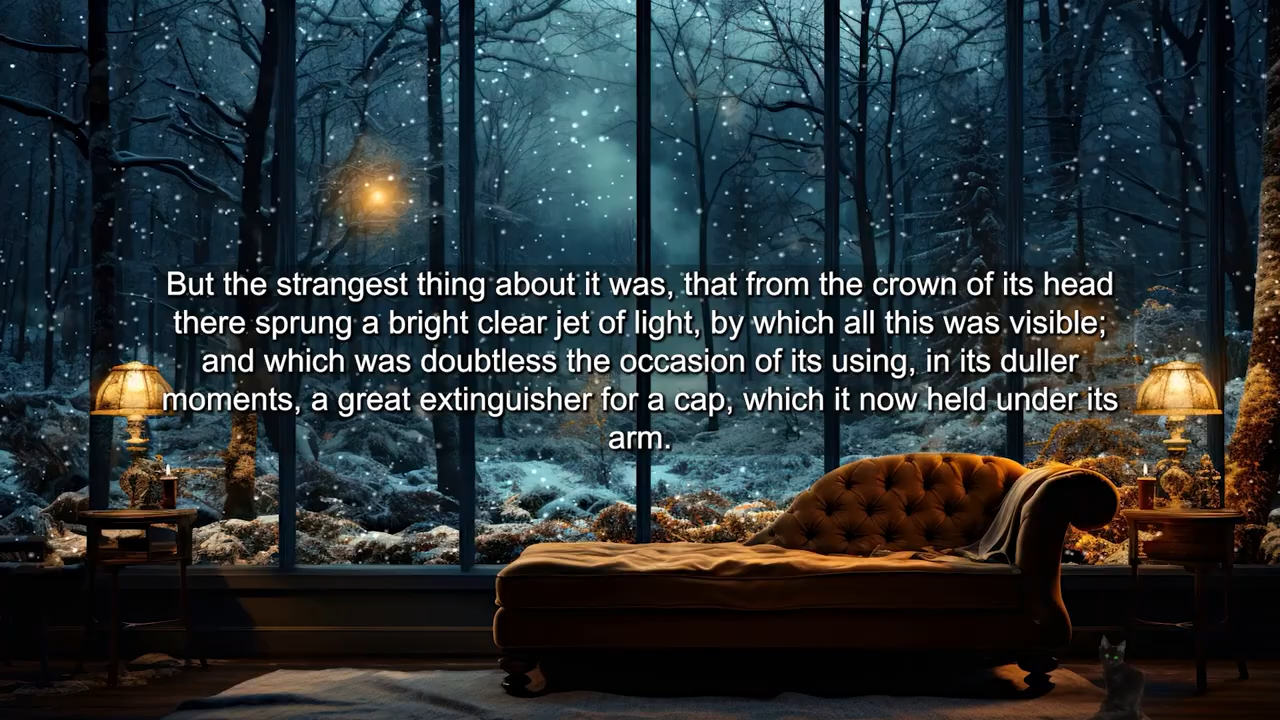 But the strangest thing about it was, that from the crown of its head
there sprung a bright clear jet of light, by which all this was visible;
and which was doubtless the occasion of its using, in its duller
moments, a great extinguisher for a cap, which it now held under its
arm.